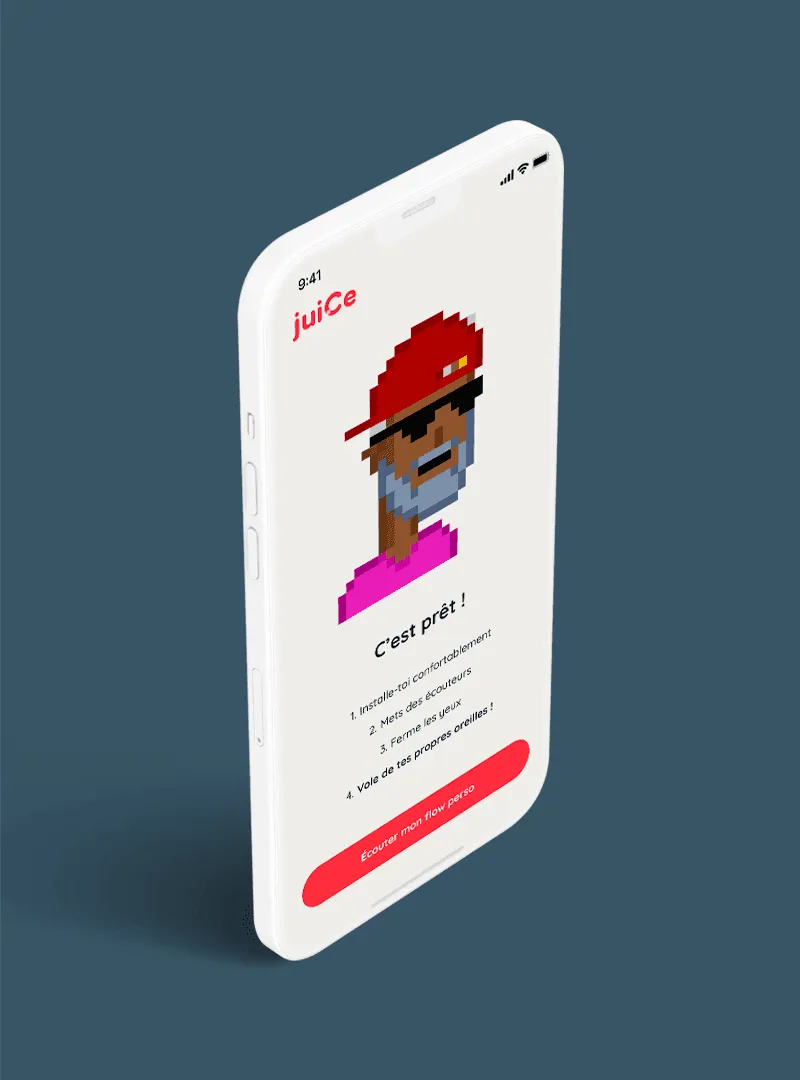 9:41
juiCe
C'est prêt !
1. Installe-toi confortablement
2. Mets des écouteurs
3. Ferme les yeux
4. Vole de tes propres oreilles !
Écouter mon flow perso